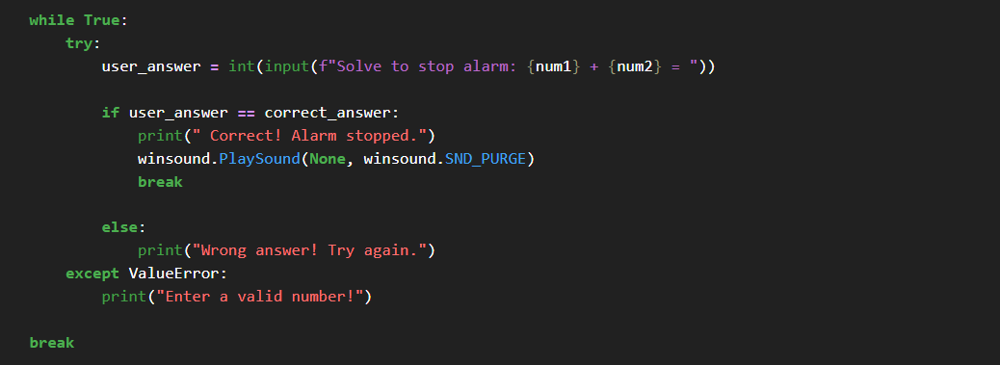 while True:
    try:
        user_answer = int(input(f"Solve to stop alarm: {num1} + {num2} = "))
        if user_answer == correct_answer:
            print(" Correct! Alarm stopped.")
            winsound.PlaySound(None, winsound.SND_PURGE)
            break
        else:
            print("Wrong answer! Try again.")
    except ValueError:
        print("Enter a valid number!")
break